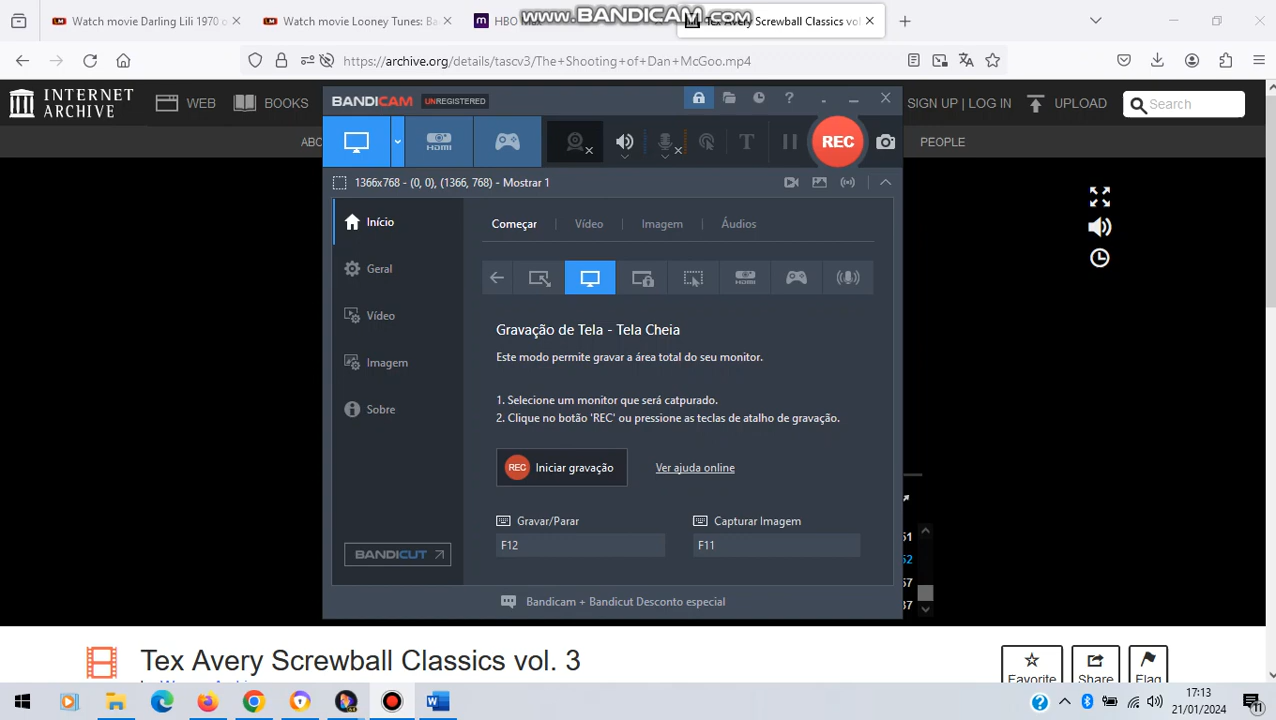 Watch movie Darling Lili 1970 o
Watch movie Looney Tunes: Ba
HBO
www.BANDICAM.com
Tex Avery Screwball Classics vol.
https://archive.org/details/tascv3/The+Shooting+of+Dan+McGoo.mp4
INTERNET ARCHIVE
WEB
BOOKS
SIGN UP | LOG IN
UPLOAD
Search
PEOPLE
BANDICAM
UNREGISTERED
HDMI
REC
1366x768 - (0, 0), (1366, 768) - Mostrar 1
Início
Geral
Vídeo
Imagem
Sobre
BANDICUT
Começar
Vídeo
Imagem
Áudios
HDMI
Gravação de Tela - Tela Cheia
Este modo permite gravar a área total do seu monitor.
1. Selecione um monitor que será catpurado.
2. Clique no botão 'REC' ou pressione as teclas de atalho de gravação.
REC Iniciar gravação
Ver ajuda online
Gravar/Parar
Capturar Imagem
F12
F11
Bandicam + Bandicut Desconto especial
Tex Avery Screwball Classics vol. 3
Favorite
Share
Flag
17:13
21/01/2024